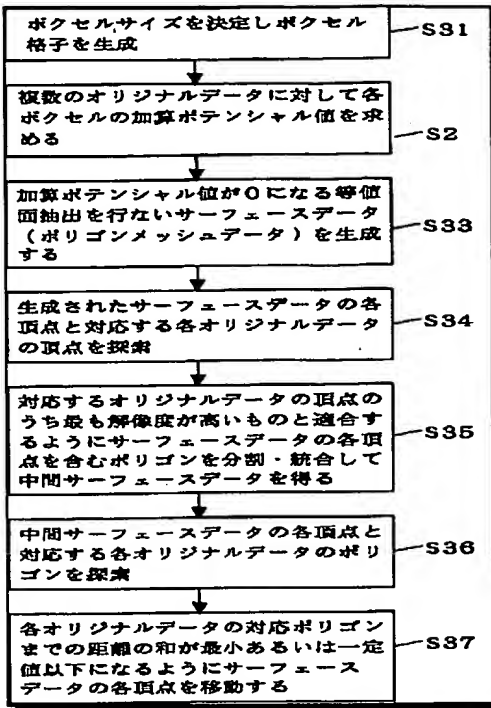 ボクセルサイズを決定しボクセル
格子を生成
S31
複数のオリジナルデータに対して各
ボクセルの加算ポテンシャル値を求
める
S2
加算ポテンシャル値が0になる等値
面抽出を行ないサーフェースデータ
(ポリゴンメッシュデータ)を生成
する
S33
生成されたサーフェースデータの各
頂点と対応する各オリジナルデータ
の頂点を探索
S34
対応するオリジナルデータの頂点の
うち最も解像度が高いものと適合す
るようにサーフェースデータの各頂
点を含むポリゴンを分割・統合して
中間サーフェースデータを得る
S35
中間サーフェースデータの各頂点と
対応する各オリジナルデータのポリ
ゴンを探索
S36
各オリジナルデータの対応ポリゴン
までの距離の和が最小あるいは一定
値以下になるようにサーフェース
データの各頂点を移動する
S37